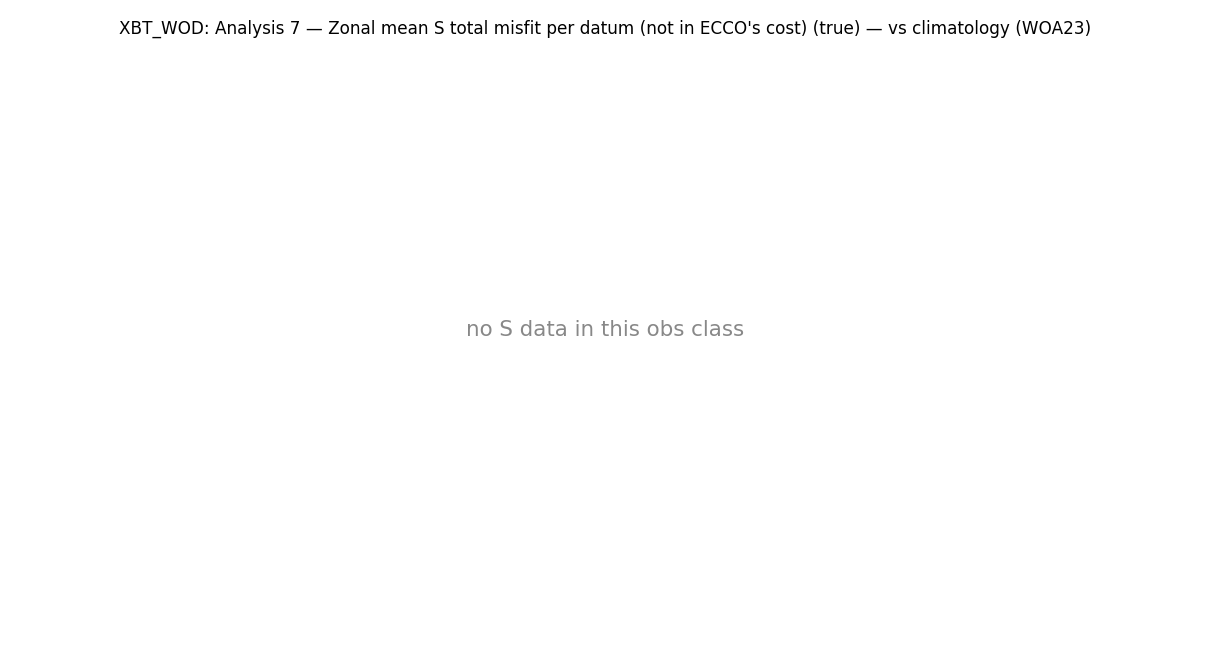 XBT_WOD: Analysis 7 — Zonal mean S total misfit per datum (not in ECCO's cost) (true) — vs climatology (WOA23)
no S data in this obs class